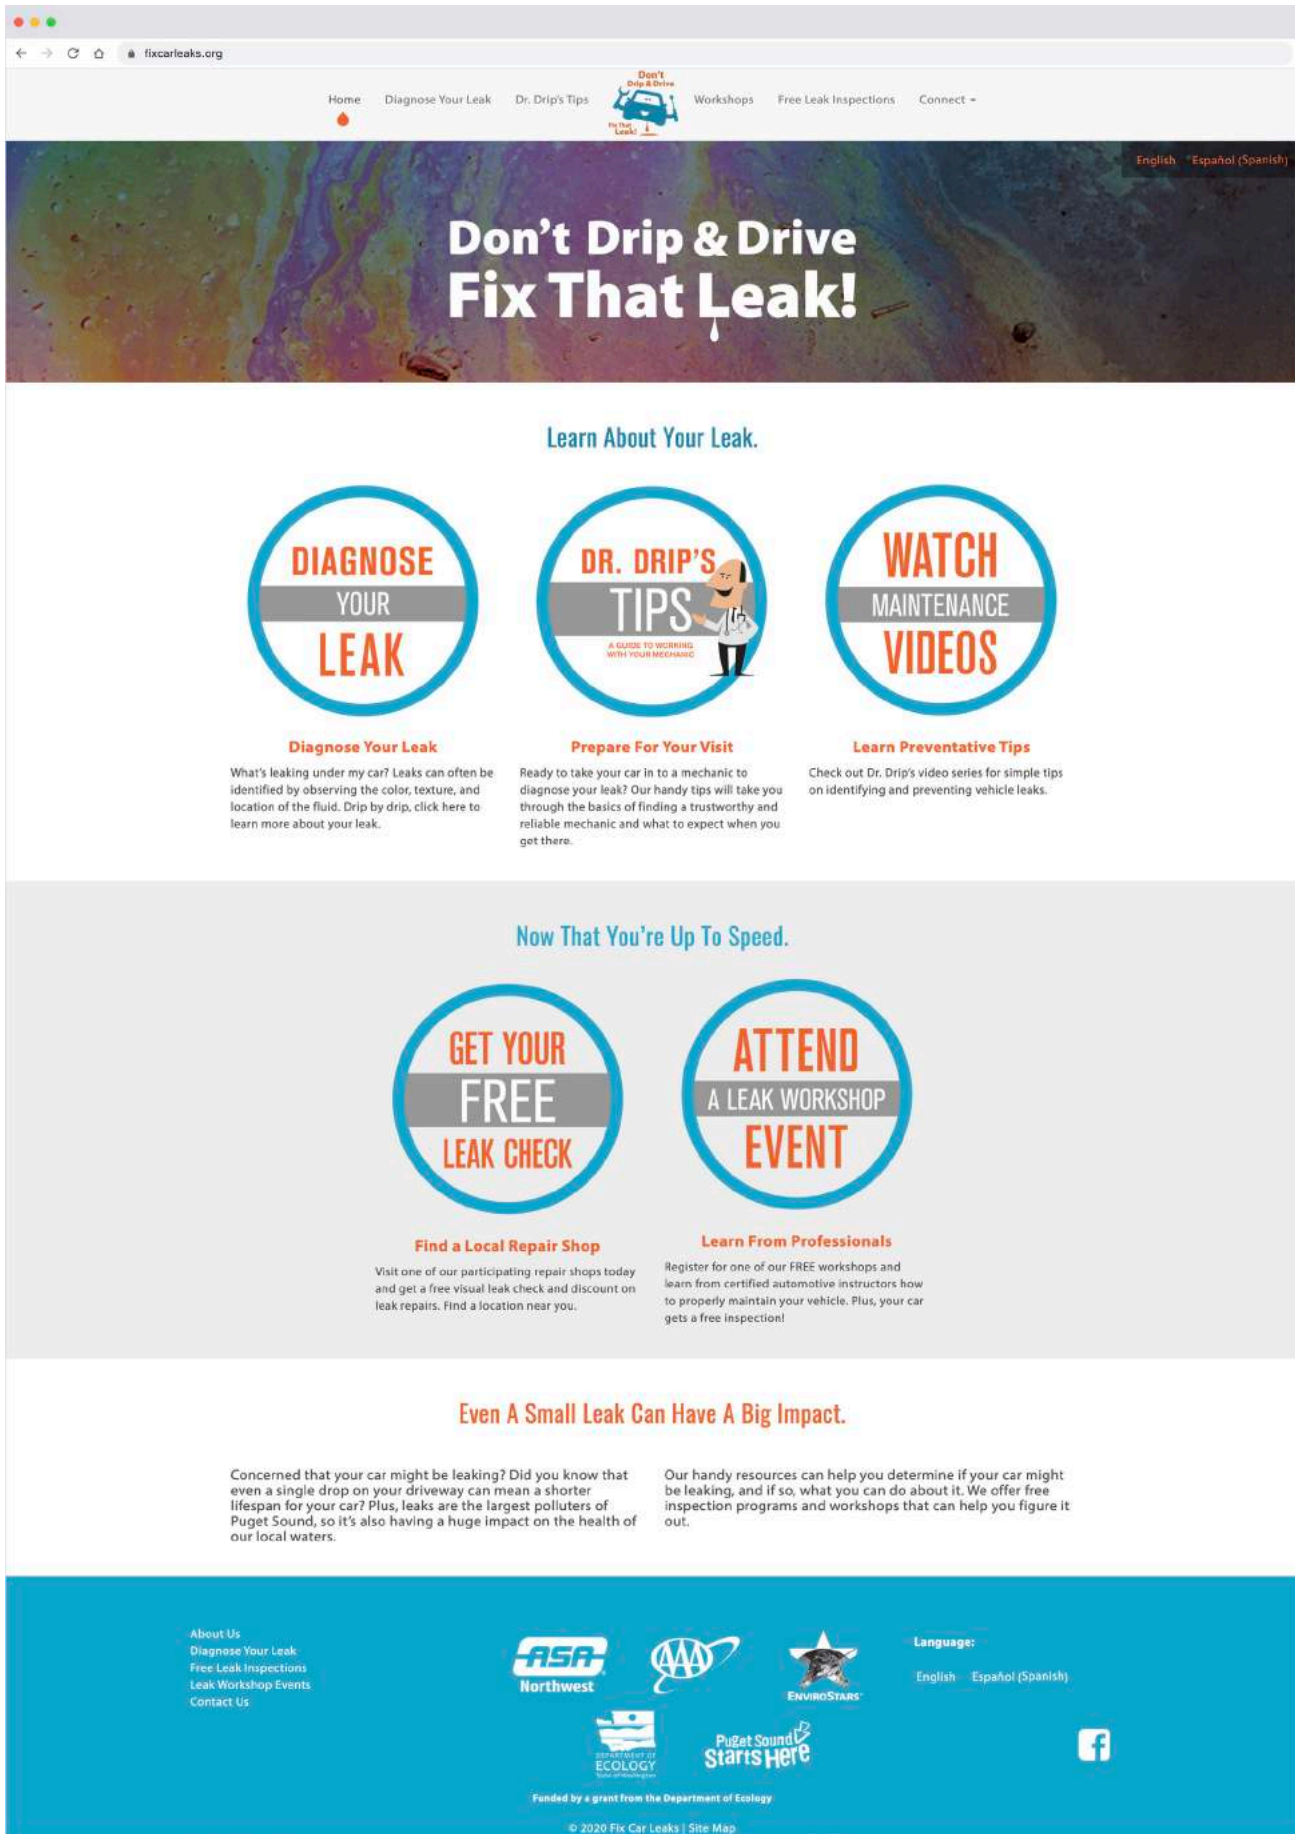 fixcarleaks.org
Home Diagnose Your Leak Dr. Drip's Tips
Don't
Drip & Drive
Fix That
Leak!
Workshops Free Leak Inspections Connect
English Español (Spanish)
Don't Drip & Drive
Fix That Leak!
Learn About Your Leak.
DIAGNOSE
YOUR
LEAK
DR. DRIP'S
TIPS
A GUIDE TO WORKING
WITH YOUR MECHANIC
WATCH
MAINTENANCE
VIDEOS
Diagnose Your Leak
What's leaking under my car? Leaks can often be
identified by observing the color, texture, and
location of the fluid. Drip by drip, click here to
learn more about your leak.
Prepare For Your Visit
Ready to take your car in to a mechanic to
diagnose your leak? Our handy tips will take you
through the basics of finding a trustworthy and
reliable mechanic and what to expect when you
get there.
Learn Preventative Tips
Check out Dr. Drip's video series for simple tips
on identifying and preventing vehicle leaks.
Now That You're Up To Speed.
GET YOUR
FREE
LEAK CHECK
ATTEND
A LEAK WORKSHOP
EVENT
Find a Local Repair Shop
Visit one of our participating repair shops today
and get a free visual leak check and discount on
leak repairs. Find a location near you.
Learn From Professionals
Register for one of our FREE workshops and
learn from certified automotive instructors how
to properly maintain your vehicle. Plus, your car
gets a free inspection!
Even A Small Leak Can Have A Big Impact.
Concerned that your car might be leaking? Did you know that
even a single drop on your driveway can mean a shorter
lifespan for your car? Plus, leaks are the largest polluters of
Puget Sound, so it's also having a huge impact on the health of
our local waters.
Our handy resources can help you determine if your car might
be leaking, and if so, what you can do about it. We offer free
inspection programs and workshops that can help you figure it
out.
About Us
Diagnose Your Leak
Free Leak Inspections
Leak Workshop Events
Contact Us
ASA
Northwest
AAA
ENVIROSTARS
Language:
English Español (Spanish)
DEPARTMENT OF
ECOLOGY
State of Washington
Puget Sound
Starts Here
Funded by a grant from the Department of Ecology
© 2020 Fix Car Leaks | Site Map